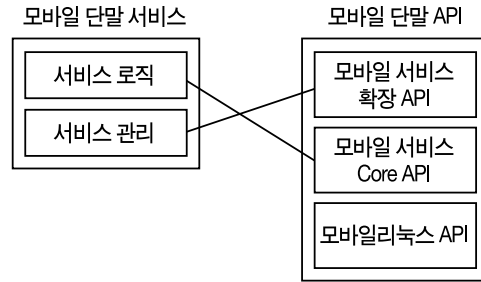 모바일 단말 서비스
서비스 로직
서비스 관리
모바일 단말 API
모바일 서비스
확장 API
모바일 서비스
Core API
모바일리눅스 API